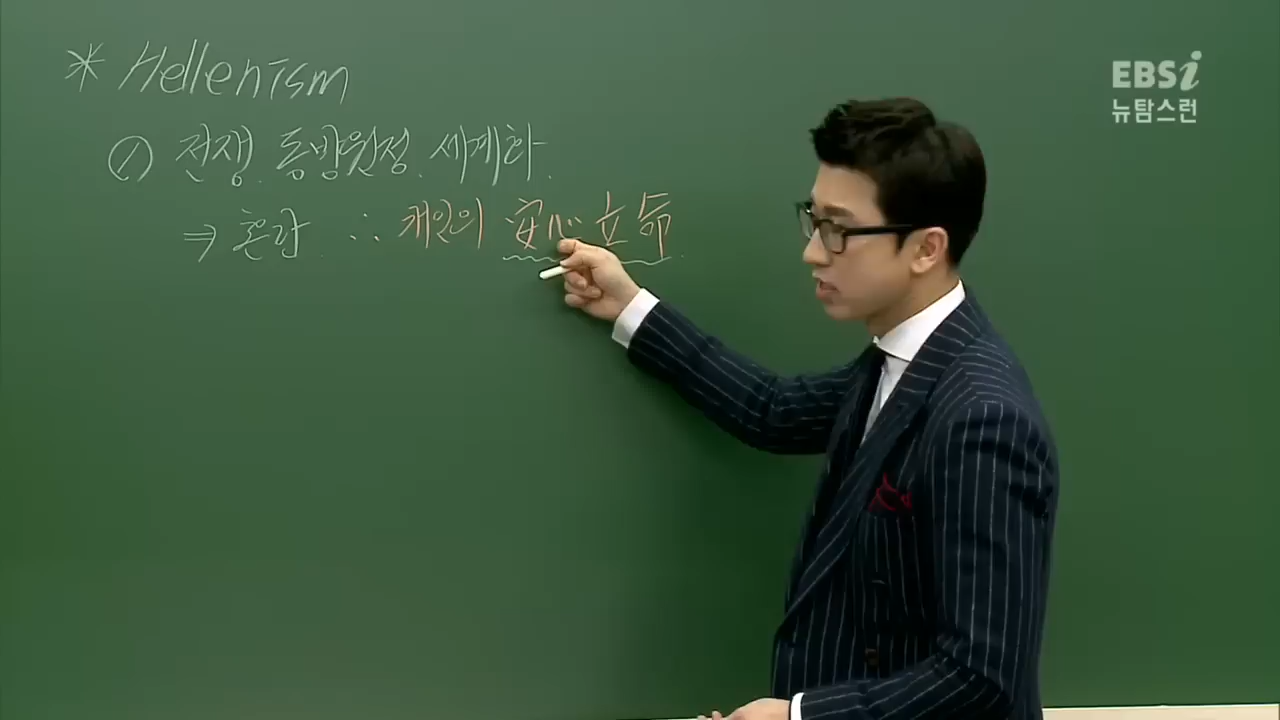 * Hellenism
① 전쟁. 동방원정. 세계화.
⇒ 혼란. ∴ 개인의 安心立命.
EBSi
뉴탐스런